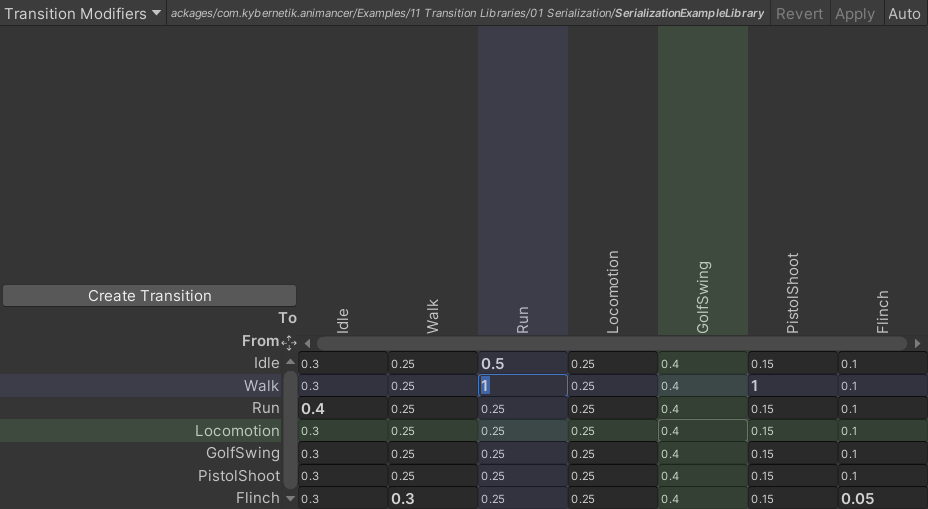 Transition Modifiers ackages/com.kybernetik.animancer/Examples/11 Transition Libraries/01 Serialization/SerializationExampleLibrary Revert Apply Auto
Create Transition
To Idle Walk Run Locomotion GolfSwing PistolShoot Flinch
From
Idle 0.3 0.25 0.5 0.25 0.4 0.15 0.1
Walk 0.3 0.25 1 0.25 0.4 1 0.1
Run 0.4 0.25 0.25 0.25 0.4 0.15 0.1
Locomotion 0.3 0.25 0.25 0.25 0.4 0.15 0.1
GolfSwing 0.3 0.25 0.25 0.25 0.4 0.15 0.1
PistolShoot 0.3 0.25 0.25 0.25 0.4 0.15 0.1
Flinch 0.3 0.3 0.25 0.25 0.4 0.15 0.05